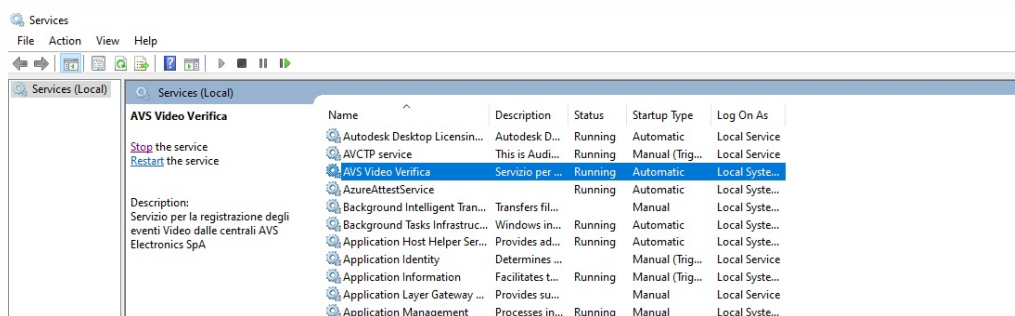 Services
File Action View Help
Services (Local)
Services (Local)
AVS Video Verifica
Stop the service
Restart the service
Description:
Servizio per la registrazione degli
eventi Video dalle centrali AVS
Electronics SpA
Name Description Status Startup Type Log On As
Autodesk Desktop Licensin... Autodesk D... Running Automatic Local Service
AVCTP service This is Audi... Running Manual (Trig... Local Service
AVS Video Verifica Servizio per ... Running Automatic Local Syste...
AzureAttestService Running Automatic Local Syste...
Background Intelligent Tran... Transfers fil... Manual Local Syste...
Background Tasks Infrastruc... Windows in... Running Automatic Local Syste...
Application Host Helper Ser... Provides ad... Running Automatic Local Syste...
Application Identity Determines ... Manual (Trig... Local Service
Application Information Facilitates t... Running Manual (Trig... Local Syste...
Application Layer Gateway ... Provides su... Manual Local Service
Application Management Processes in... Running Manual Local Syste...